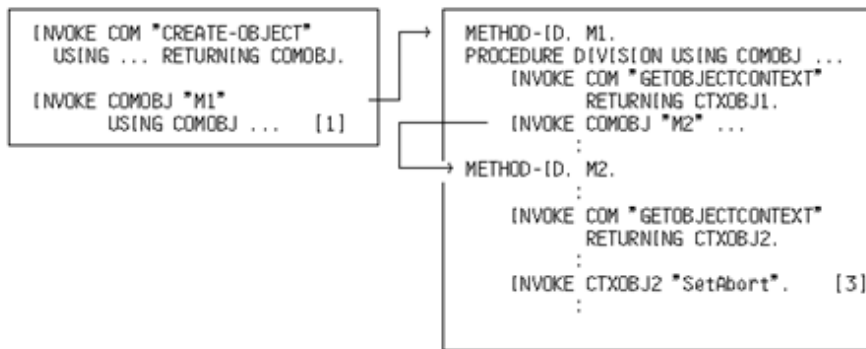 INVOKE COM "CREATE-OBJECT"
USING ... RETURNING COMOBJ.
INVOKE COMOBJ "M1"
USING COMOBJ ... [1]
METHOD-ID. M1.
PROCEDURE DIVISION USING COMOBJ ...
INVOKE COM "GETOBJECTCONTEXT"
RETURNING CTXOBJ1.
INVOKE COMOBJ "M2" ...
:
METHOD-ID. M2.
:
INVOKE COM "GETOBJECTCONTEXT"
RETURNING CTXOBJ2.
:
INVOKE CTXOBJ2 "SetAbort". [3]
: